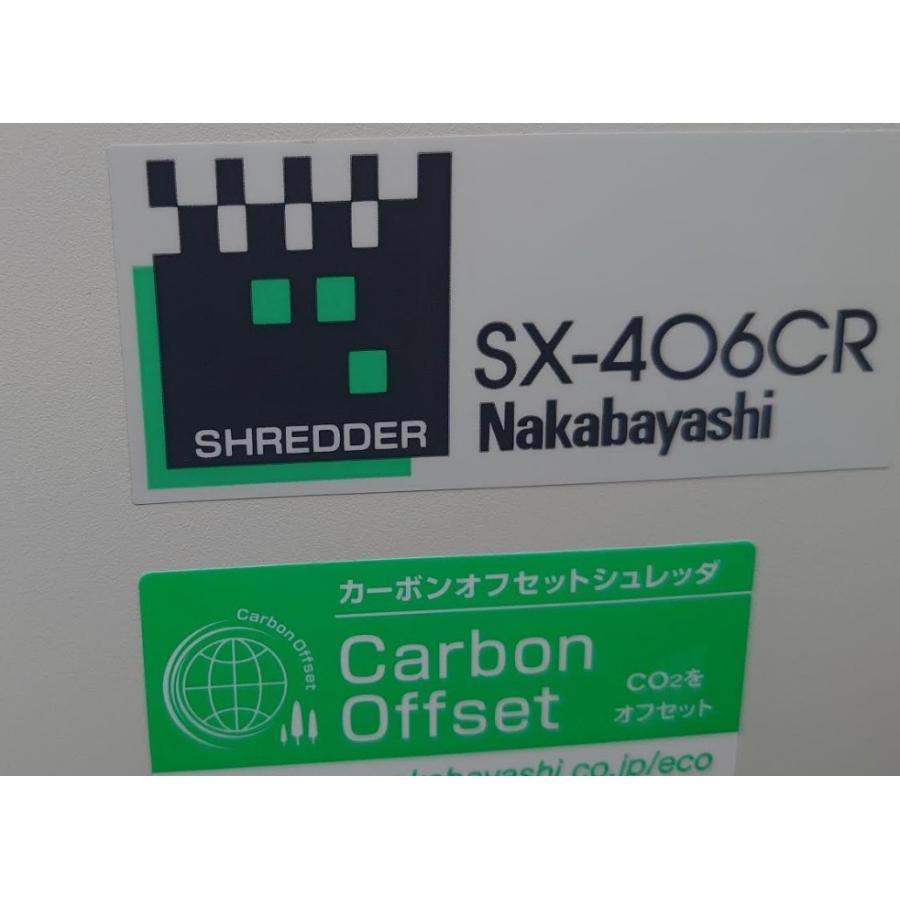 SHREDDER
SX-406CR
Nakabayashi
カーボンオフセットシュレッダ
Carbon Offset
Carbon
Offset
CO2を
オフセット